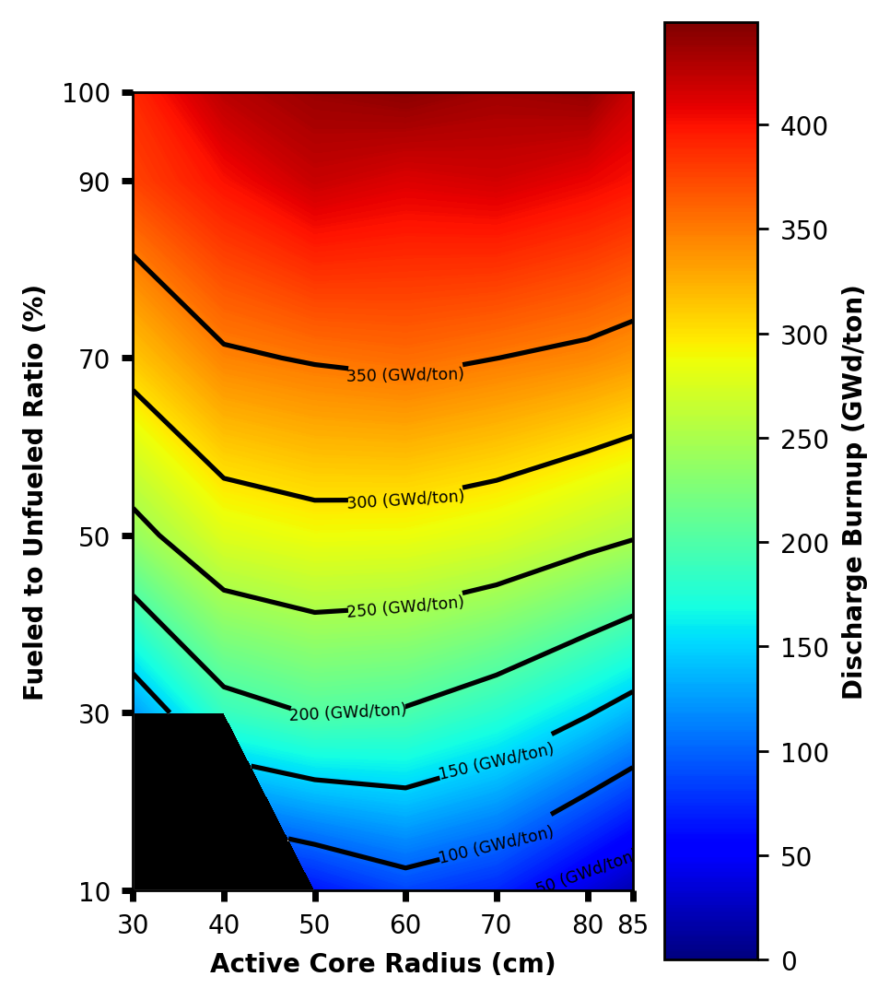 100
90
70
50
30
10
30 40 50 60 70 80 85
Active Core Radius (cm)
Fueled to Unfueled Ratio (%)
350 (GWd/ton)
300 (GWd/ton)
250 (GWd/ton)
200 (GWd/ton)
150 (GWd/ton)
100 (GWd/ton)
50 (GWd/ton
400
350
300
250
200
150
100
50
0
Discharge Burnup (GWd/ton)